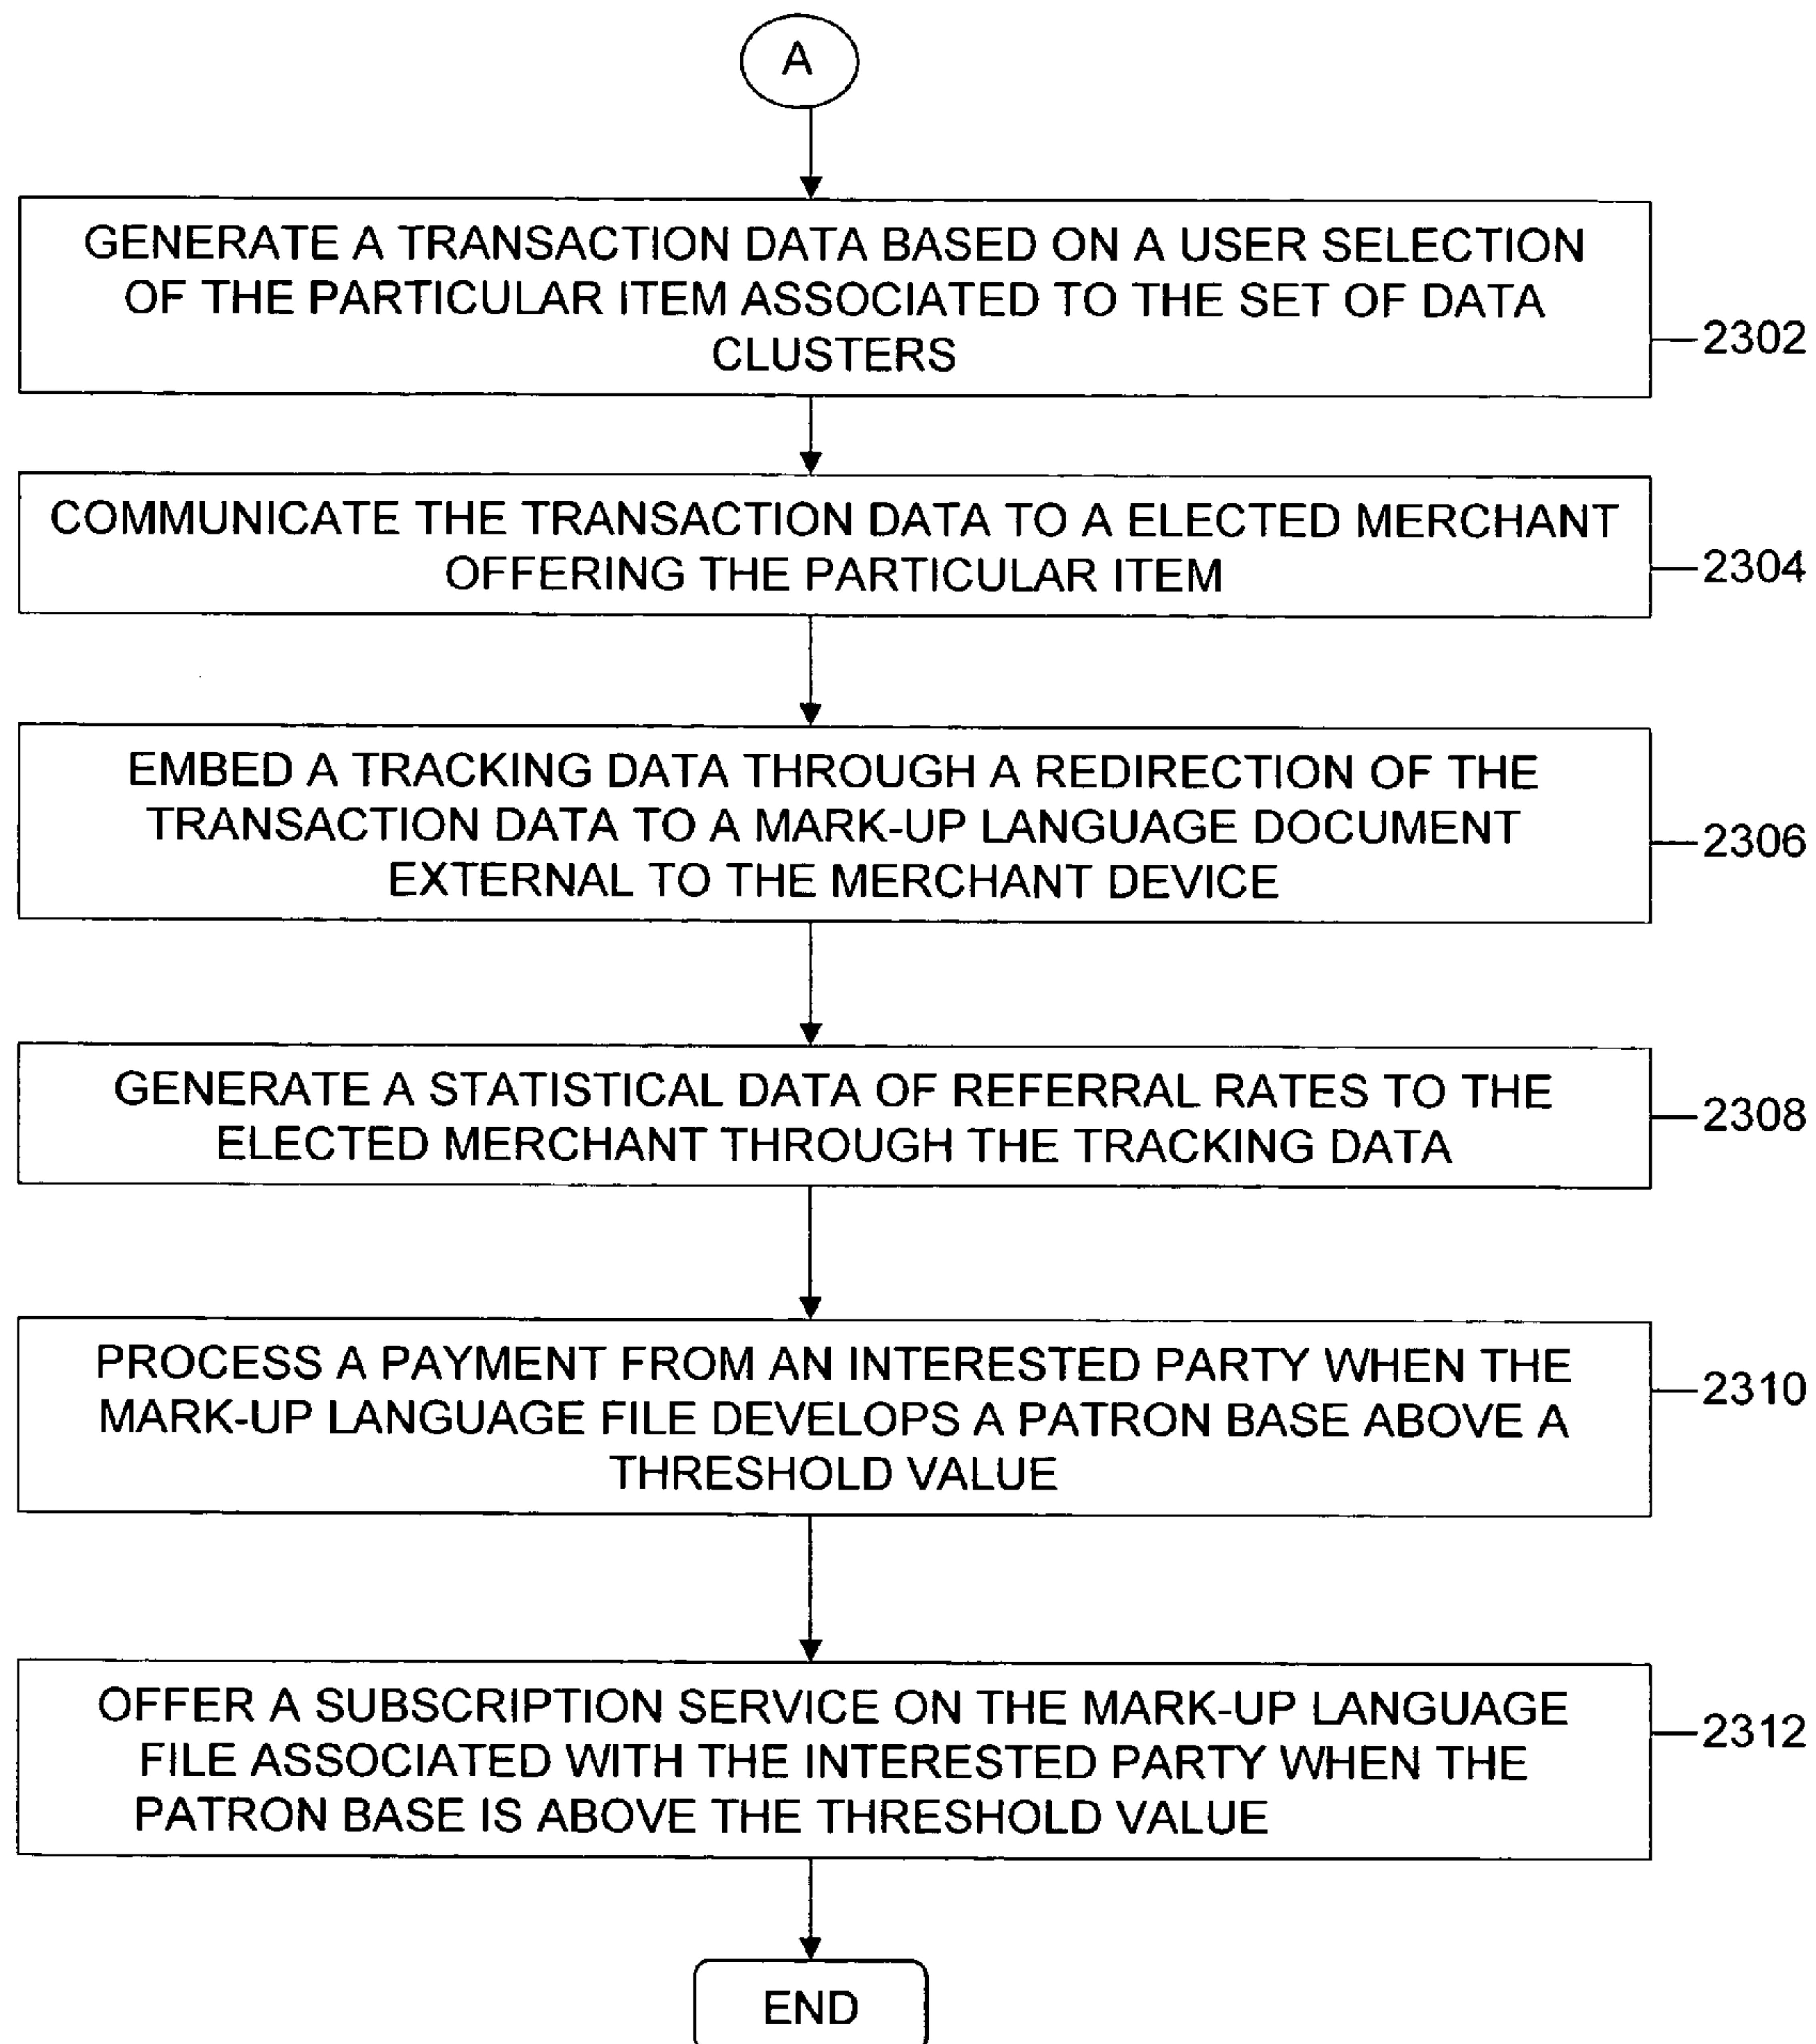 A
GENERATE A TRANSACTION DATA BASED ON A USER SELECTION
OF THE PARTICULAR ITEM ASSOCIATED TO THE SET OF DATA
CLUSTERS
2302
COMMUNICATE THE TRANSACTION DATA TO A ELECTED MERCHANT
OFFERING THE PARTICULAR ITEM
2304
EMBED A TRACKING DATA THROUGH A REDIRECTION OF THE
TRANSACTION DATA TO A MARK-UP LANGUAGE DOCUMENT
EXTERNAL TO THE MERCHANT DEVICE
2306
GENERATE A STATISTICAL DATA OF REFERRAL RATES TO THE
ELECTED MERCHANT THROUGH THE TRACKING DATA
2308
PROCESS A PAYMENT FROM AN INTERESTED PARTY WHEN THE
MARK-UP LANGUAGE FILE DEVELOPS A PATRON BASE ABOVE A
THRESHOLD VALUE
2310
OFFER A SUBSCRIPTION SERVICE ON THE MARK-UP LANGUAGE
FILE ASSOCIATED WITH THE INTERESTED PARTY WHEN THE
PATRON BASE IS ABOVE THE THRESHOLD VALUE
2312
END